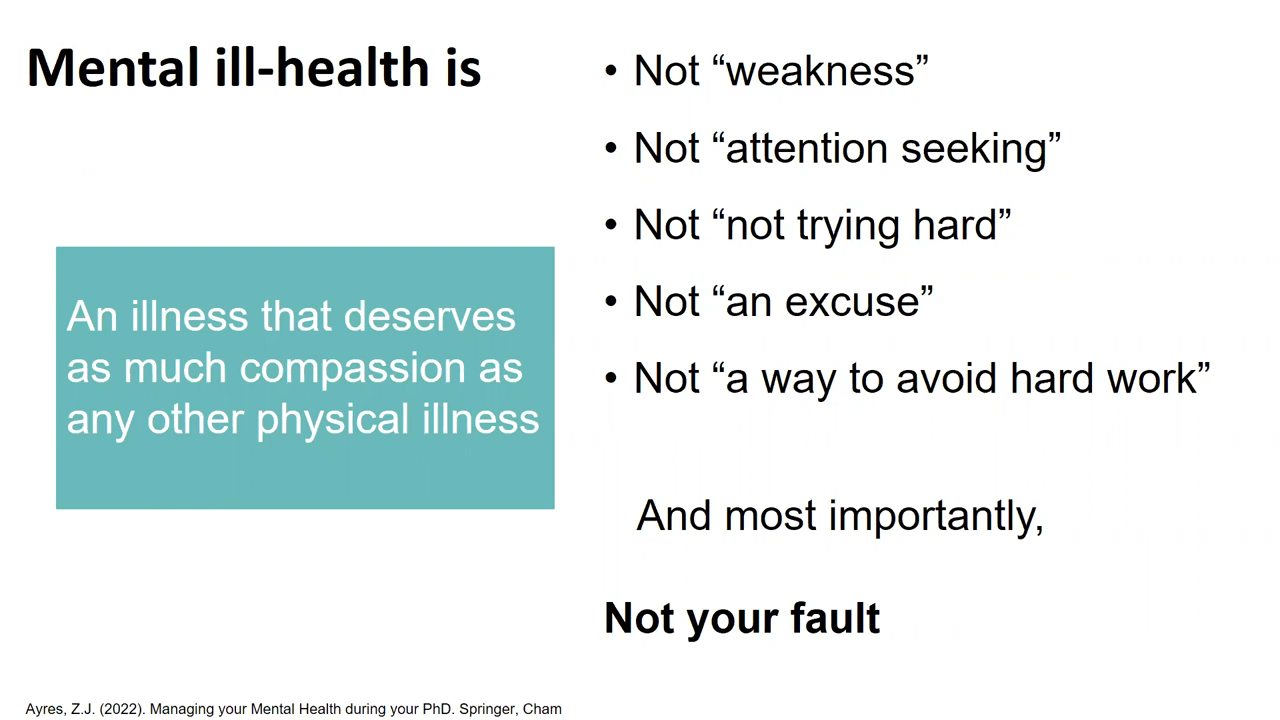 Mental ill-health is
An illness that deserves
as much compassion as
any other physical illness
• Not “weakness”
• Not “attention seeking”
• Not “not trying hard”
• Not “an excuse”
• Not “a way to avoid hard work”
And most importantly,
Not your fault
Ayres, Z.J. (2022). Managing your Mental Health during your PhD. Springer, Cham